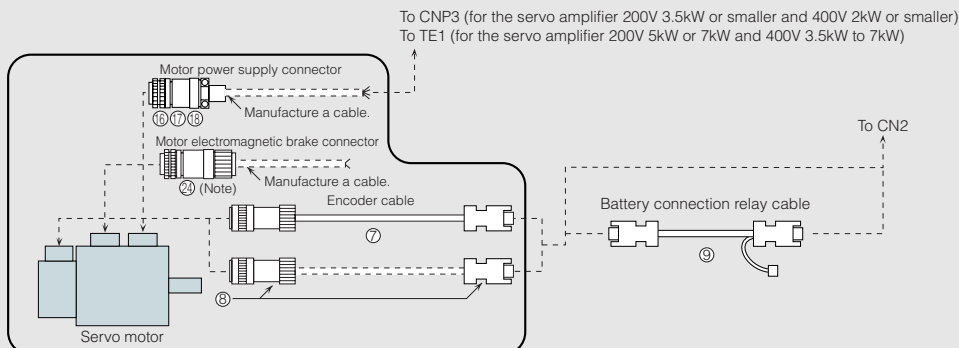 To CNP3 (for the servo amplifier 200V 3.5kW or smaller and 400V 2kW or smaller)
To TE1 (for the servo amplifier 200V 5kW or 7kW and 400V 3.5kW to 7kW)
Motor power supply connector
Manufacture a cable.
⑯⑰⑱
To CN2
Motor electromagnetic brake connector
Manufacture a cable.
㉔ (Note)
Encoder cable
Battery connection relay cable
⑦
⑨
⑧
Servo motor